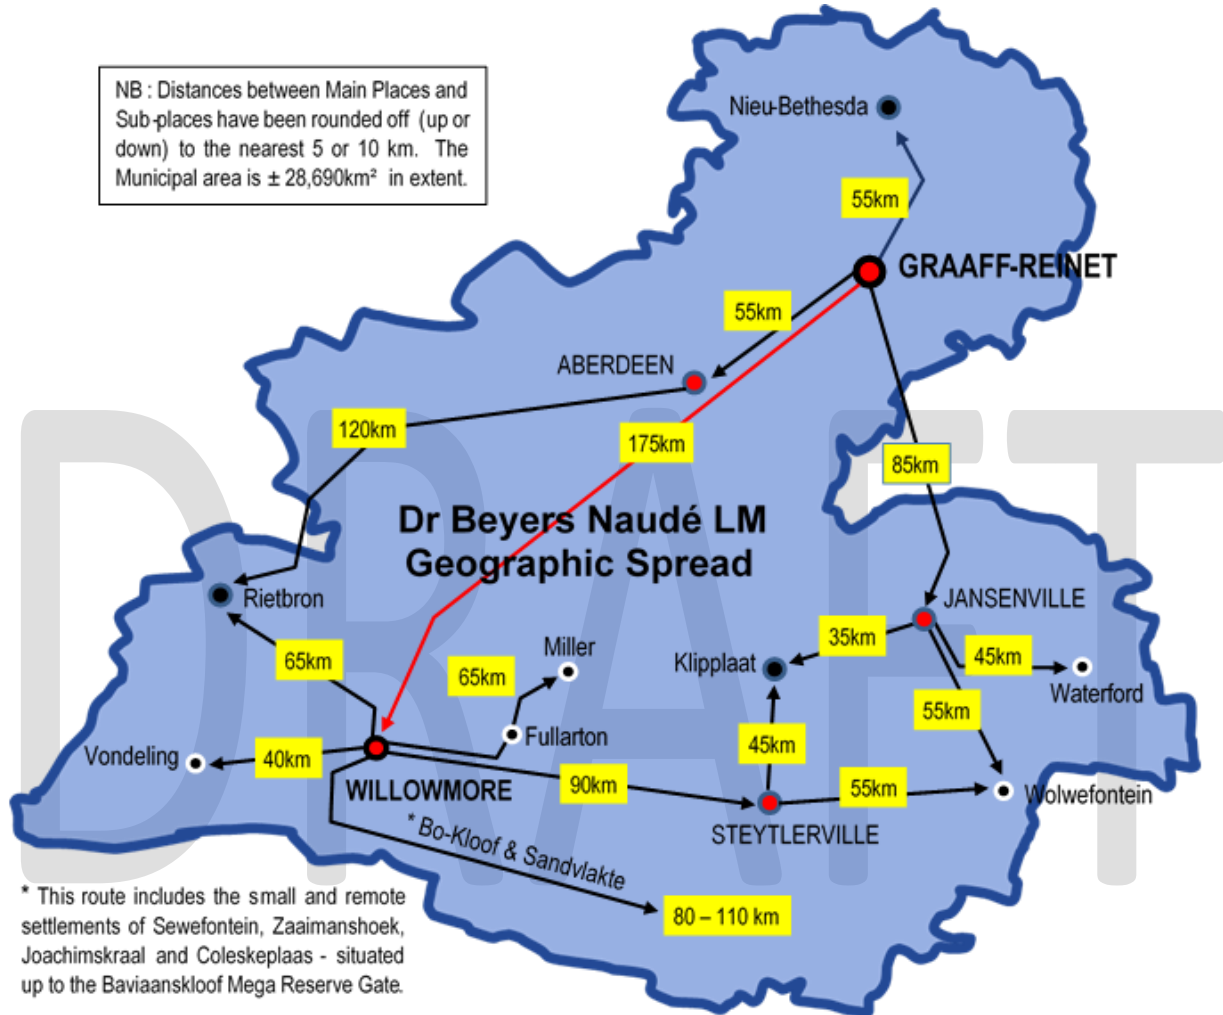 NB : Distances between Main Places and
Sub-places have been rounded off (up or
down) to the nearest 5 or 10 km. The
Municipal area is ± 28,690km² in extent.
Nieu-Bethesda
55km
GRAAFF-REINET
55km
ABERDEEN
120km
175km
85km
Dr Beyers Naudé LM
Geographic Spread
Rietbron
JANSENVILLE
35km
45km
Klipplaat
Waterford
65km
Miller
65km
55km
Fullarton
Vondeling
40km
45km
WILLOWMORE
90km
55km
Wolwefontein
STEYTLERVILLE
* Bo-Kloof & Sandvlakte
80 – 110 km
* This route includes the small and remote
settlements of Sewefontein, Zaaimanshoek,
Joachimskraal and Coleskeplaas - situated
up to the Baviaanskloof Mega Reserve Gate.
DRAFT